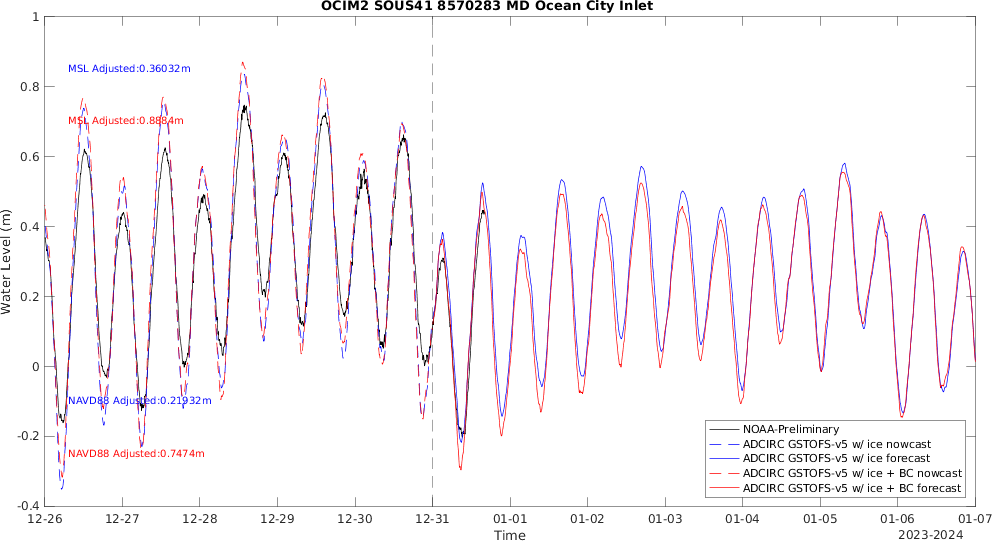 OCIM2 SOUS41 8570283 MD Ocean City Inlet
1
0.8
0.6
0.4
0.2
0
-0.2
-0.4
Water Level (m)
MSL Adjusted:0.36032m
MSL Adjusted:0.8884m
NAVD88 Adjusted:0.21932m
NAVD88 Adjusted:0.7474m
NOAA-Preliminary
ADCIRC GSTOFS-v5 w/ ice nowcast
ADCIRC GSTOFS-v5 w/ ice forecast
ADCIRC GSTOFS-v5 w/ ice + BC nowcast
ADCIRC GSTOFS-v5 w/ ice + BC forecast
12-26 12-27 12-28 12-29 12-30 12-31 01-01 01-02 01-03 01-04 01-05 01-06 01-07
Time
2023-2024